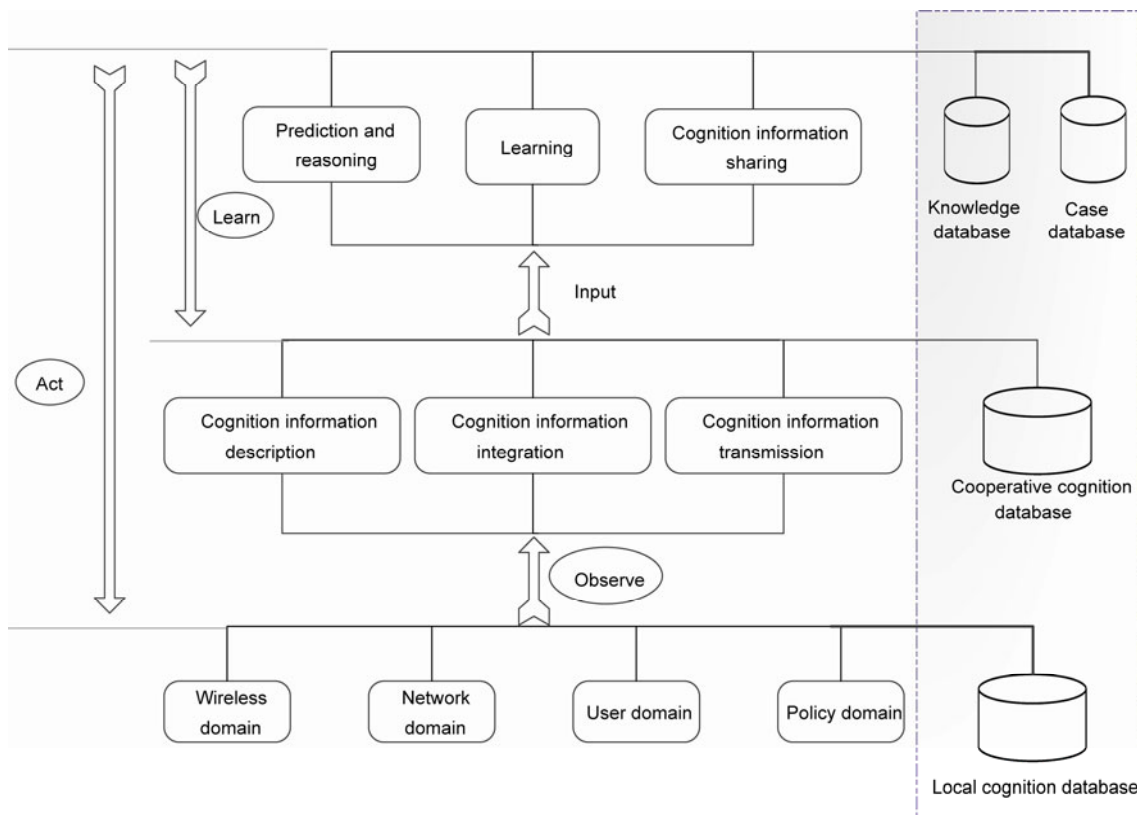 Prediction and
reasoning
Learning
Cognition information
sharing
Knowledge
database
Case
database
Learn
Input
Act
Cognition information
description
Cognition information
integration
Cognition information
transmission
Cooperative cognition
database
Observe
Wireless
domain
Network
domain
User domain
Policy domain
Local cognition database